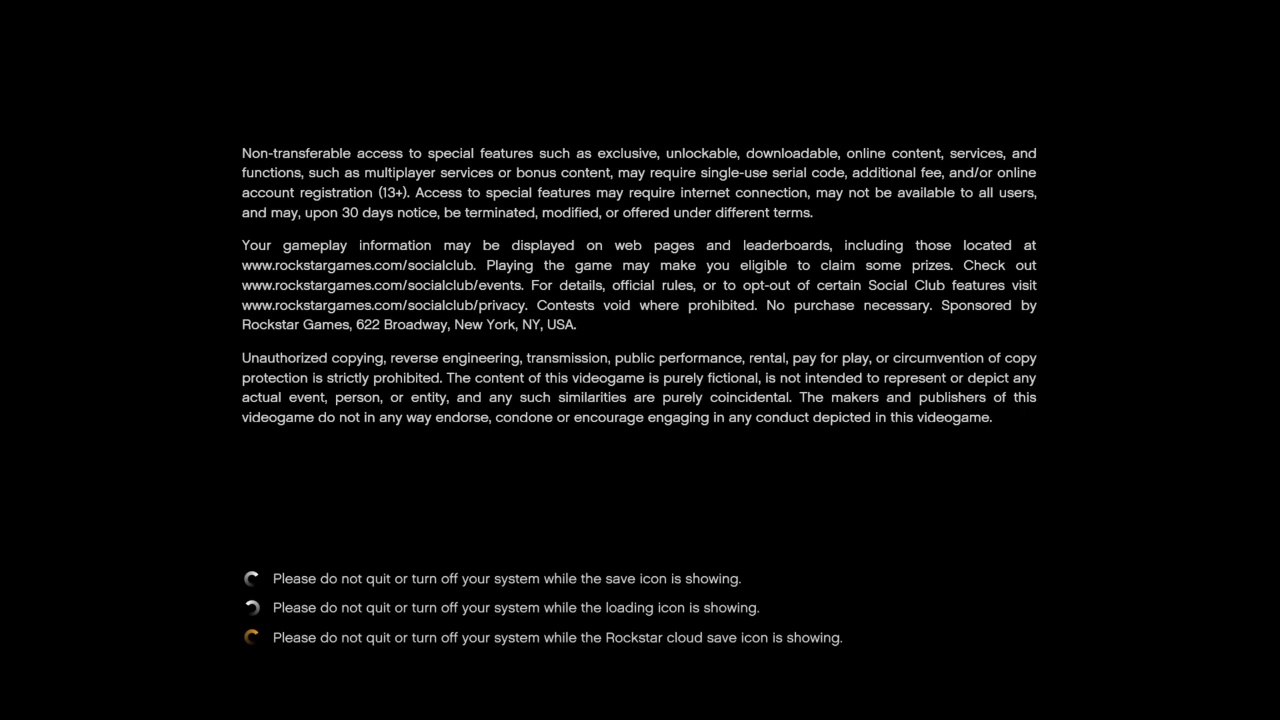 Non-transferable access to special features such as exclusive, unlockable, downloadable, online content, services, and
functions, such as multiplayer services or bonus content, may require single-use serial code, additional fee, and/or online
account registration (13+). Access to special features may require internet connection, may not be available to all users,
and may, upon 30 days notice, be terminated, modified, or offered under different terms.
Your gameplay information may be displayed on web pages and leaderboards, including those located at
www.rockstargames.com/socialclub. Playing the game may make you eligible to claim some prizes. Check out
www.rockstargames.com/socialclub/events. For details, official rules, or to opt-out of certain Social Club features visit
www.rockstargames.com/socialclub/privacy. Contests void where prohibited. No purchase necessary. Sponsored by
Rockstar Games, 622 Broadway, New York, NY, USA.
Unauthorized copying, reverse engineering, transmission, public performance, rental, pay for play, or circumvention of copy
protection is strictly prohibited. The content of this videogame is purely fictional, is not intended to represent or depict any
actual event, person, or entity, and any such similarities are purely coincidental. The makers and publishers of this
videogame do not in any way endorse, condone or encourage engaging in any conduct depicted in this videogame.
Please do not quit or turn off your system while the save icon is showing.
Please do not quit or turn off your system while the loading icon is showing.
Please do not quit or turn off your system while the Rockstar cloud save icon is showing.